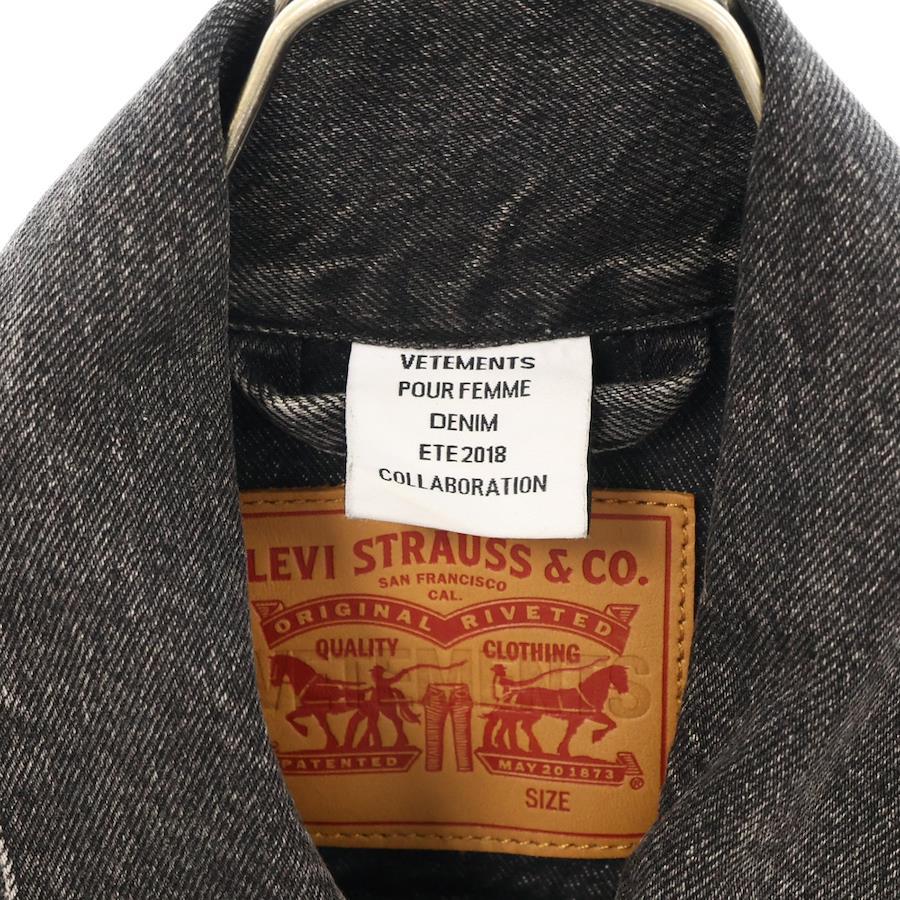 VETEMENTS
POUR FEMME
DENIM
ETE 2018
COLLABORATION
LEVI STRAUSS & CO.
SAN FRANCISCO
CAL.
ORIGINAL RIVETED
QUALITY CLOTHING
VETEMENTS
PATENTED MAY 20 1873 ®
SIZE